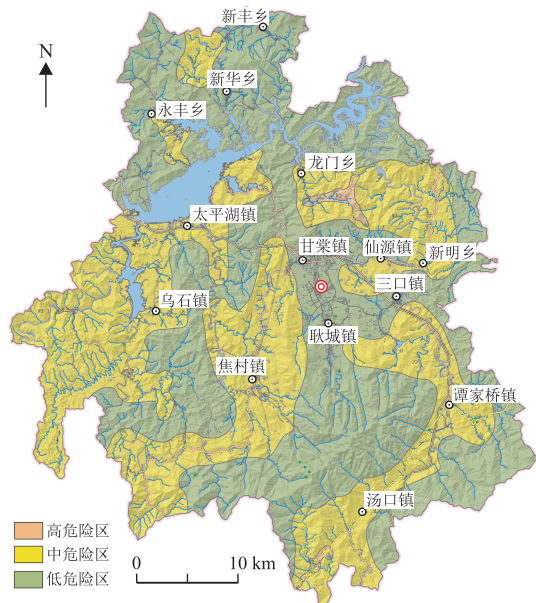 新丰乡
N
新华乡
永丰乡
龙门乡
太平湖镇
甘棠镇
仙源镇
新明乡
三口镇
乌石镇
耿城镇
焦村镇
谭家桥镇
汤口镇
高危险区
中危险区
低危险区
0 10 km